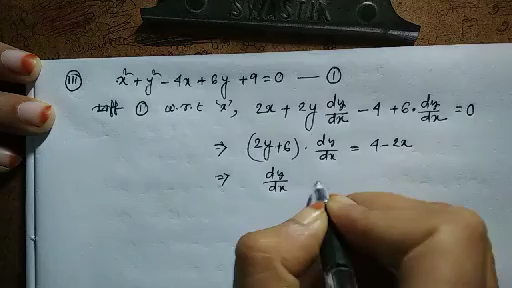 SWASTIK
(III) x² + y² - 4x + 6y + 9 = 0 — (1)
Diff (1) w.r.t 'x', 2x + 2y dy/dx - 4 + 6 · dy/dx = 0
⇒ (2y+6) · dy/dx = 4 - 2x
⇒ dy/dx